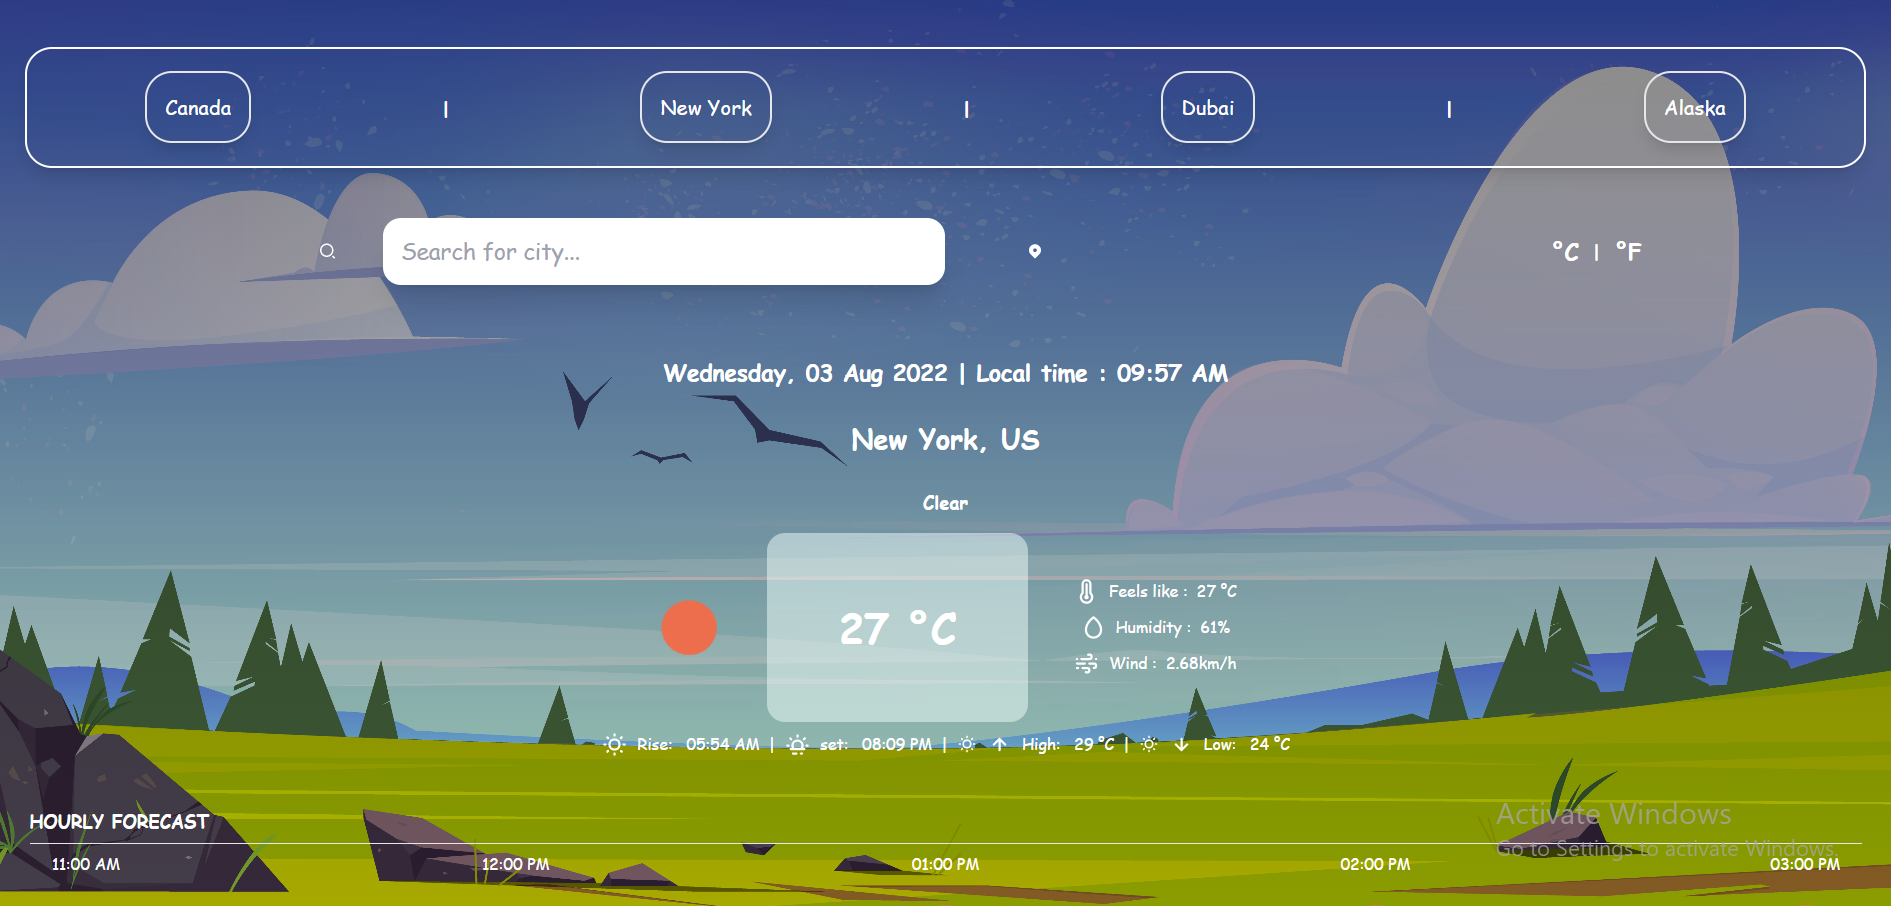 Canada | New York | Dubai | Alaska
Search for city...
°C | °F
Wednesday, 03 Aug 2022 | Local time : 09:57 AM
New York, US
Clear
27 °C
Feels like : 27 °C
Humidity : 61%
Wind : 2.68km/h
Rise: 05:54 AM | set: 08:09 PM | High: 29 °C | Low: 24 °C
HOURLY FORECAST
11:00 AM 12:00 PM 01:00 PM 02:00 PM 03:00 PM
Activate Windows
Go to Settings to activate Windows.